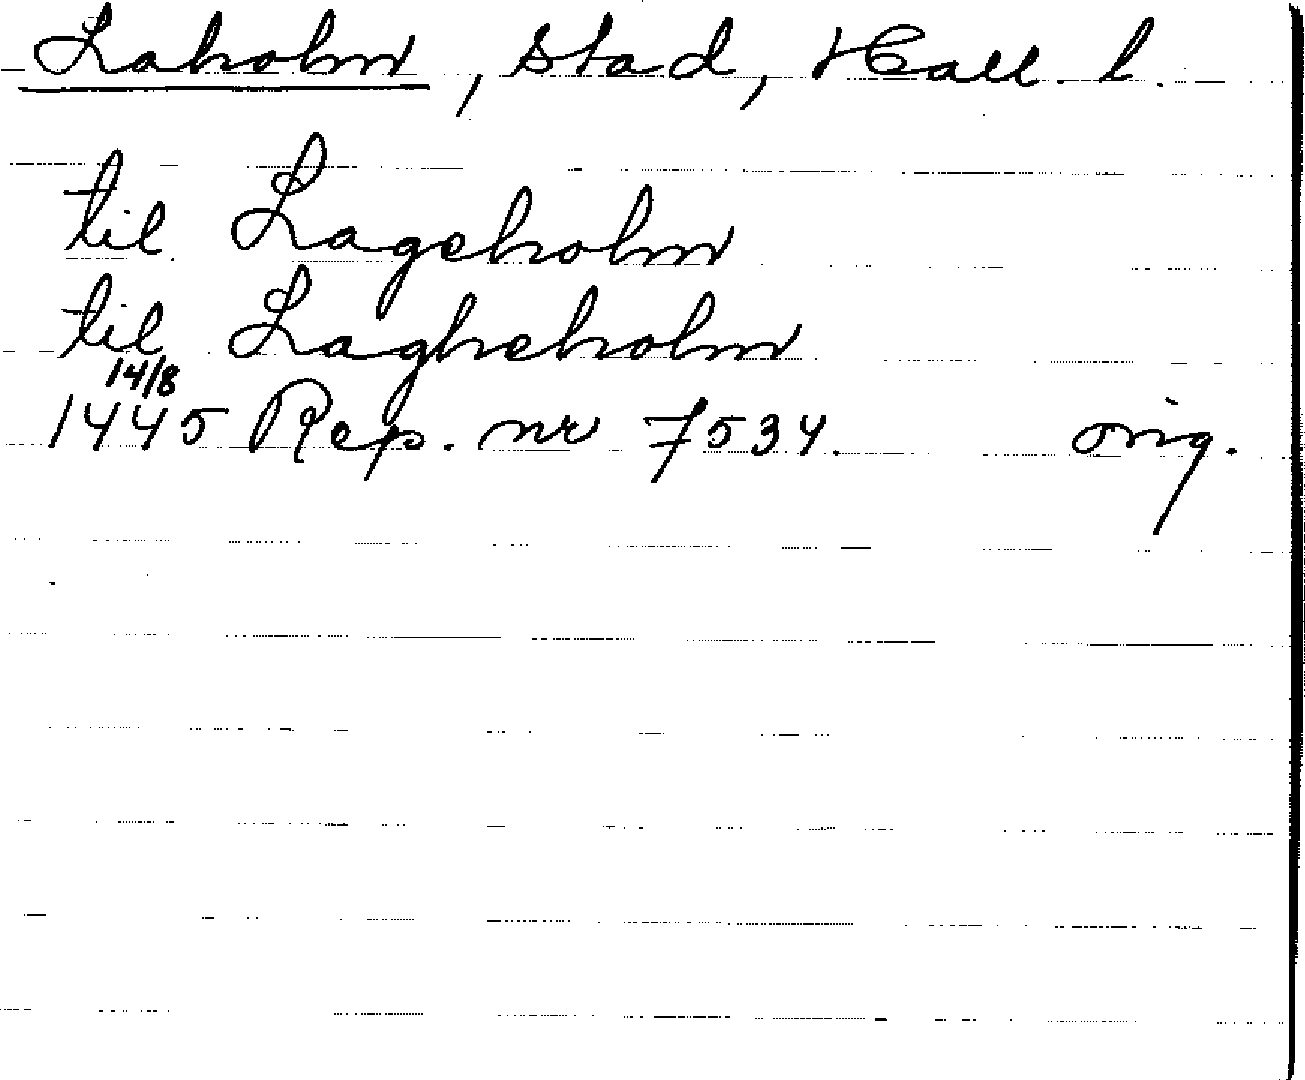 Laholm, stad, Hall. l.
til Lageholm
til Lagheholm
14/8
1445 Rep. nr 7534. orig.